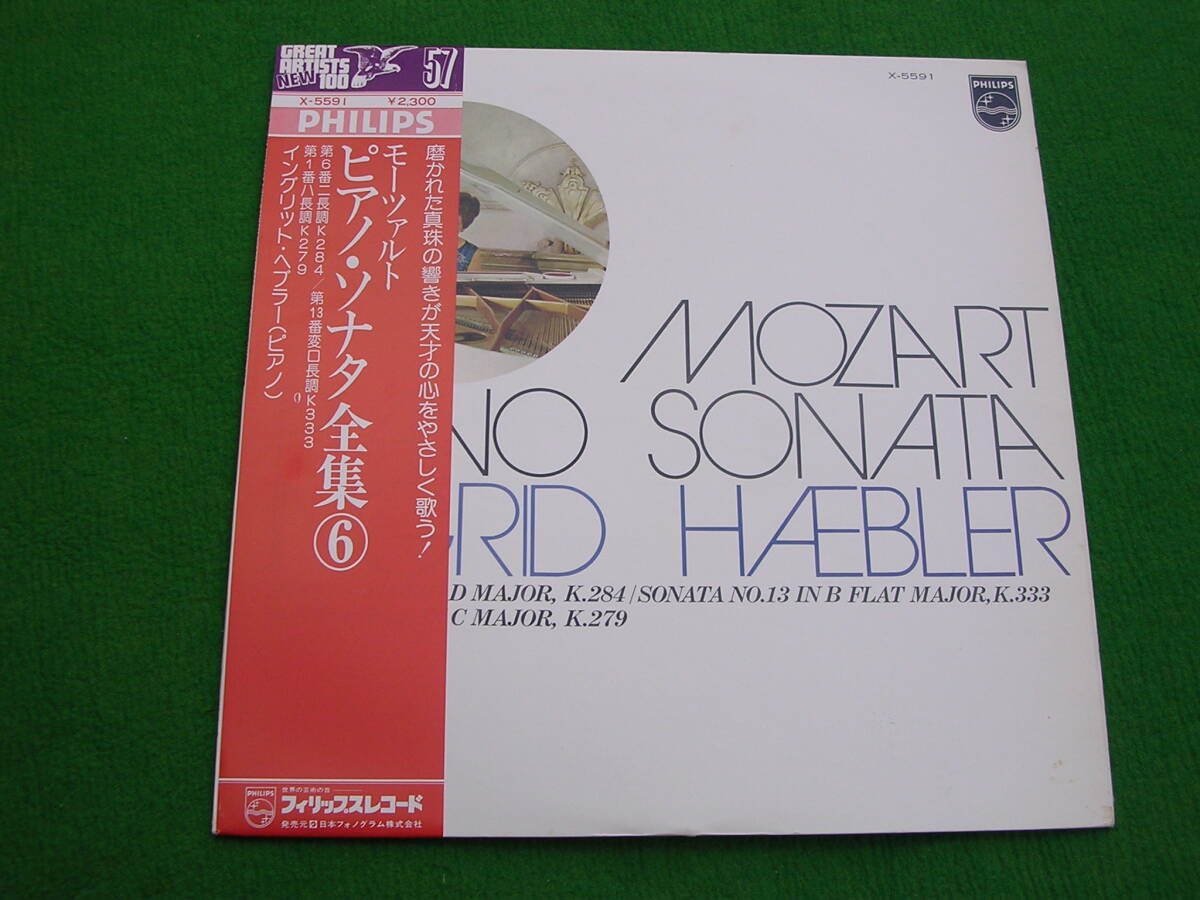 GREAT
ARTISTS
NEW 100
57
X-5591 ¥2,300
PHILIPS
磨かれた真珠の響きが天才の心をやさしく歌う!
モーツァルト
ピアノ・ソナタ全集⑥
第6番ニ長調K284/第13番変ロ長調K333
第1番ハ長調K279
イングリット・ヘブラー(ピアノ)
PHILIPS
世界の芸術の台
フィリップスレコード
発売元 日本フォノグラム株式会社
X-5591
PHILIPS
MOZART
NO SONATA
GRID HÆBLER
D MAJOR, K.284/SONATA NO.13 IN B FLAT MAJOR,K.333
C MAJOR, K.279